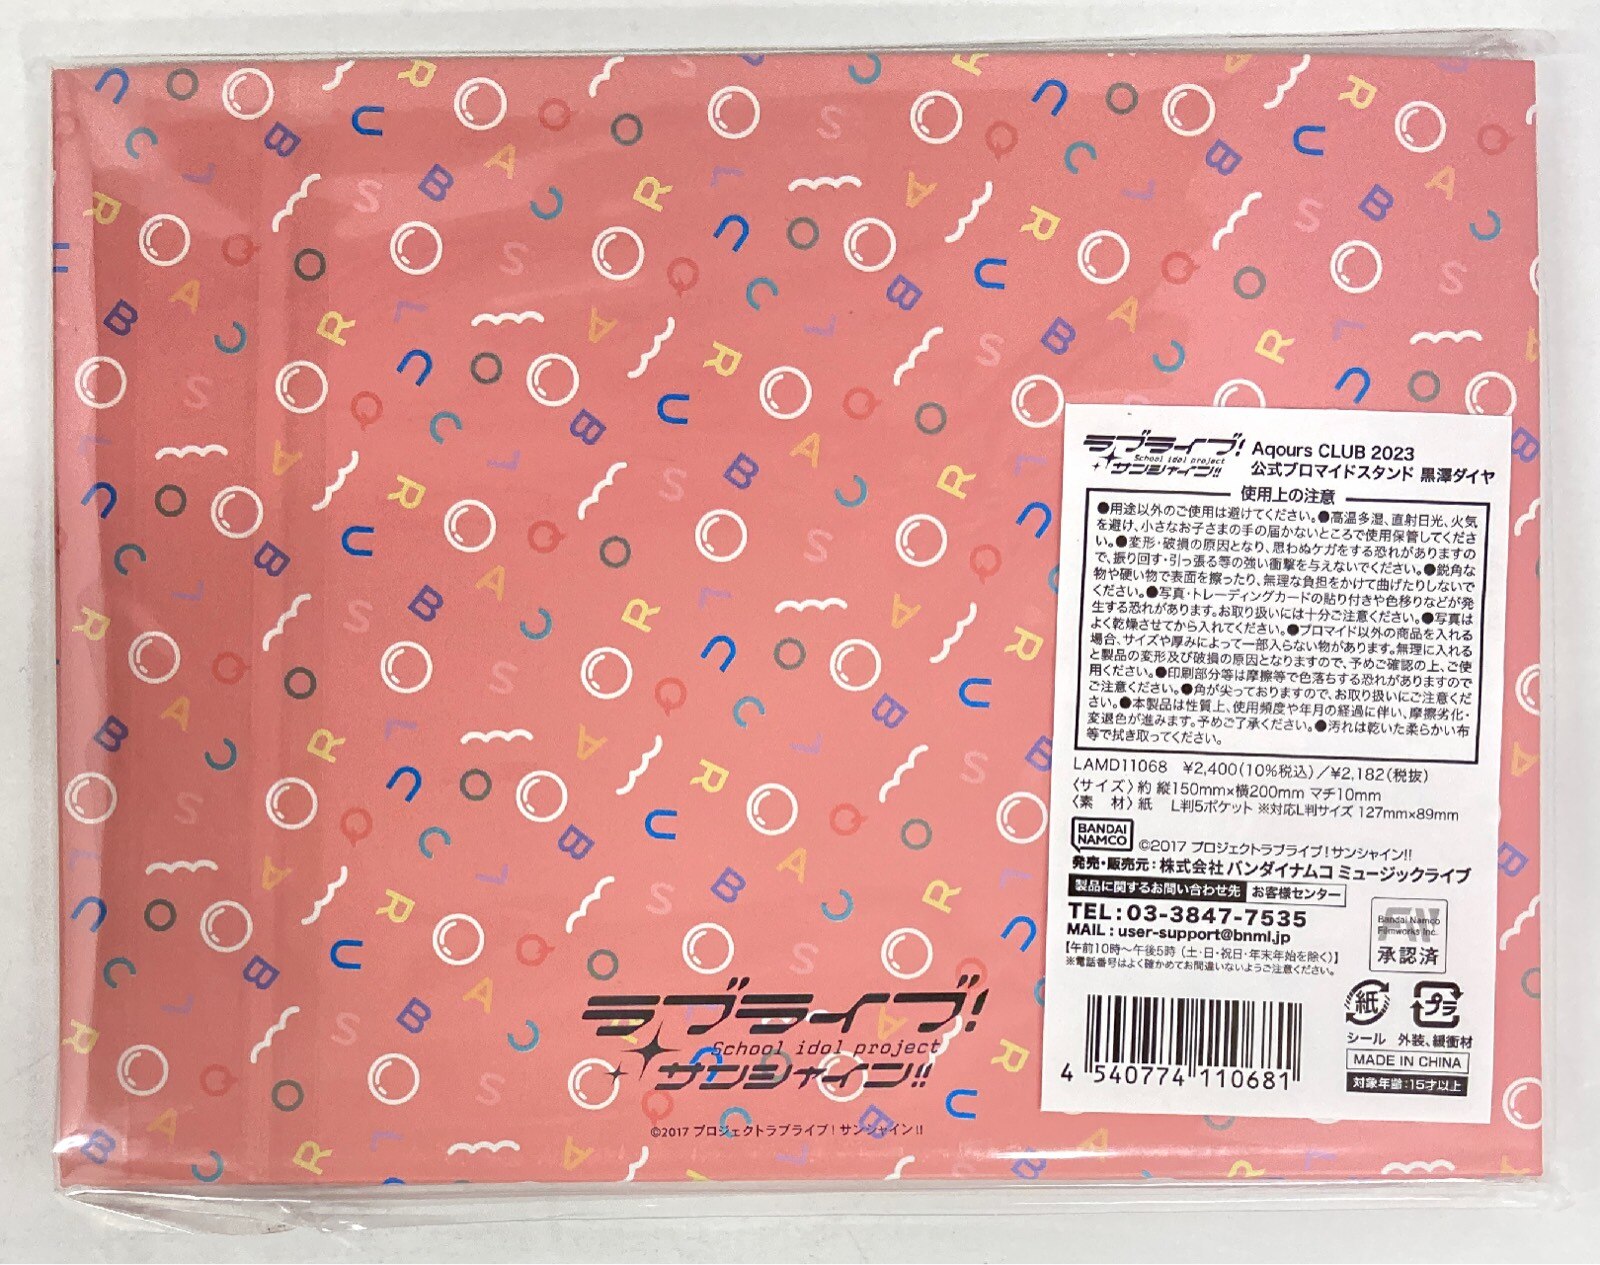 ラブライブ!
School idol project
サンシャイン!!
Aqours CLUB 2023
公式ブロマイドスタンド 黒澤ダイヤ
使用上の注意
●用途以外のご使用は避けてください。●高温多湿、直射日光、火気
を避け、小さなお子さまの手の届かないところで使用保管してくださ
い。●変形・破損の原因となり、思わぬケガをする恐れがありますの
で、振り回す・引っ張る等の強い衝撃を与えないでください。●鋭角な
物や硬い物で表面を擦ったり、無理な負担をかけて曲げたりしないで
ください。●写真・トレーディングカードの貼り付きや色移りなどが発
生する恐れがあります。お取り扱いには十分ご注意ください。●写真は
よく乾燥させてから入れてください。●ブロマイド以外の商品を入れる
場合、サイズや厚みによって一部入らない物があります。無理に入れる
と製品の変形及び破損の原因となりますので、予めご確認の上、ご使
用ください。●印刷部分等は摩擦等で色落ちする恐れがありますので
ご注意ください。●角が尖っておりますので、お取り扱いにご注意くだ
さい。●本製品は性質上、使用頻度や年月の経過に伴い、摩擦劣化・
変退色が進みます。予めご了承ください。●汚れは乾いた柔らかい布
等で拭き取ってください。
LAMD11068 ¥2,400(10%税込)/¥2,182(税抜)
〈サイズ〉約 縦150mm×横200mm マチ10mm
〈素 材〉紙 L判5ポケット ※対応L判サイズ 127mm×89mm
BANDAI
NAMCO
©2017 プロジェクトラブライブ!サンシャイン!!
発売・販売元:株式会社 バンダイナムコ ミュージックライブ
製品に関するお問い合わせ先 お客様センター
TEL:03-3847-7535
MAIL:user-support@bnml.jp
【午前10時〜午後5時(土・日・祝日・年末年始を除く)】
※電話番号はよく確かめてお間違いないようご注意ください。
Bandai Namco
Filmworks Inc.
承認済
紙
プラ
シール 外装、緩衝材
MADE IN CHINA
対象年齢:15才以上
4 540774 110681
ラブライブ!
School idol project
サンシャイン!!
©2017 プロジェクトラブライブ!サンシャイン!!